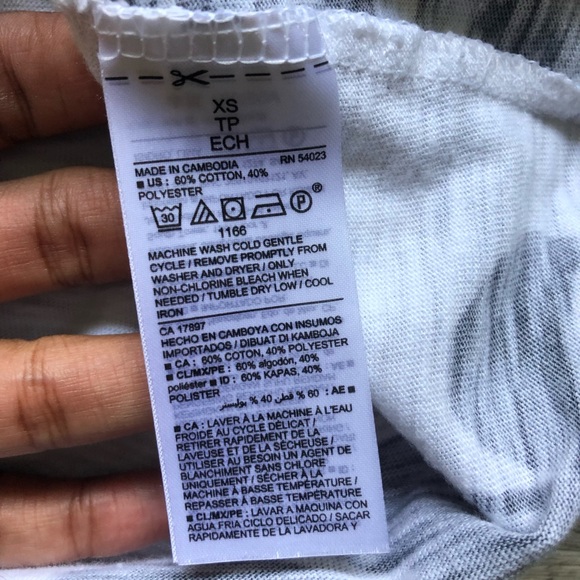 XS
TP
ECH
MADE IN CAMBODIA RN 54023
■ US : 60% COTTON, 40%
POLYESTER
30 P ®
1166
MACHINE WASH COLD GENTLE
CYCLE / REMOVE PROMPTLY FROM
WASHER AND DRYER / ONLY
NON-CHLORINE BLEACH WHEN
NEEDED / TUMBLE DRY LOW / COOL
IRON
CA 17897
HECHO EN CAMBOYA CON INSUMOS
IMPORTADOS / DIBUAT DI KAMBOJA
■ CA : 60% COTON, 40% POLYESTER
■ CL/MX/PE : 60% algodón, 40%
poliéster ■ ID : 60% KAPAS, 40%
POLISTER
■ AE : 60 % قطن 40 % بوليستر
■ CA : LAVER À LA MACHINE À L'EAU
FROIDE AU CYCLE DÉLICAT /
RETIRER RAPIDEMENT DE LA
LAVEUSE ET DE LA SÉCHEUSE /
UTILISER AU BESOIN UN AGENT DE
BLANCHIMENT SANS CHLORE
UNIQUEMENT / SÉCHER À LA
MACHINE À BASSE TEMPÉRATURE /
REPASSER À BASSE TEMPÉRATURE
■ CL/MX/PE : LAVAR A MAQUINA CON
AGUA FRIA CICLO DELICADO / SACAR
RAPIDAMENTE DE LA LAVADORA Y